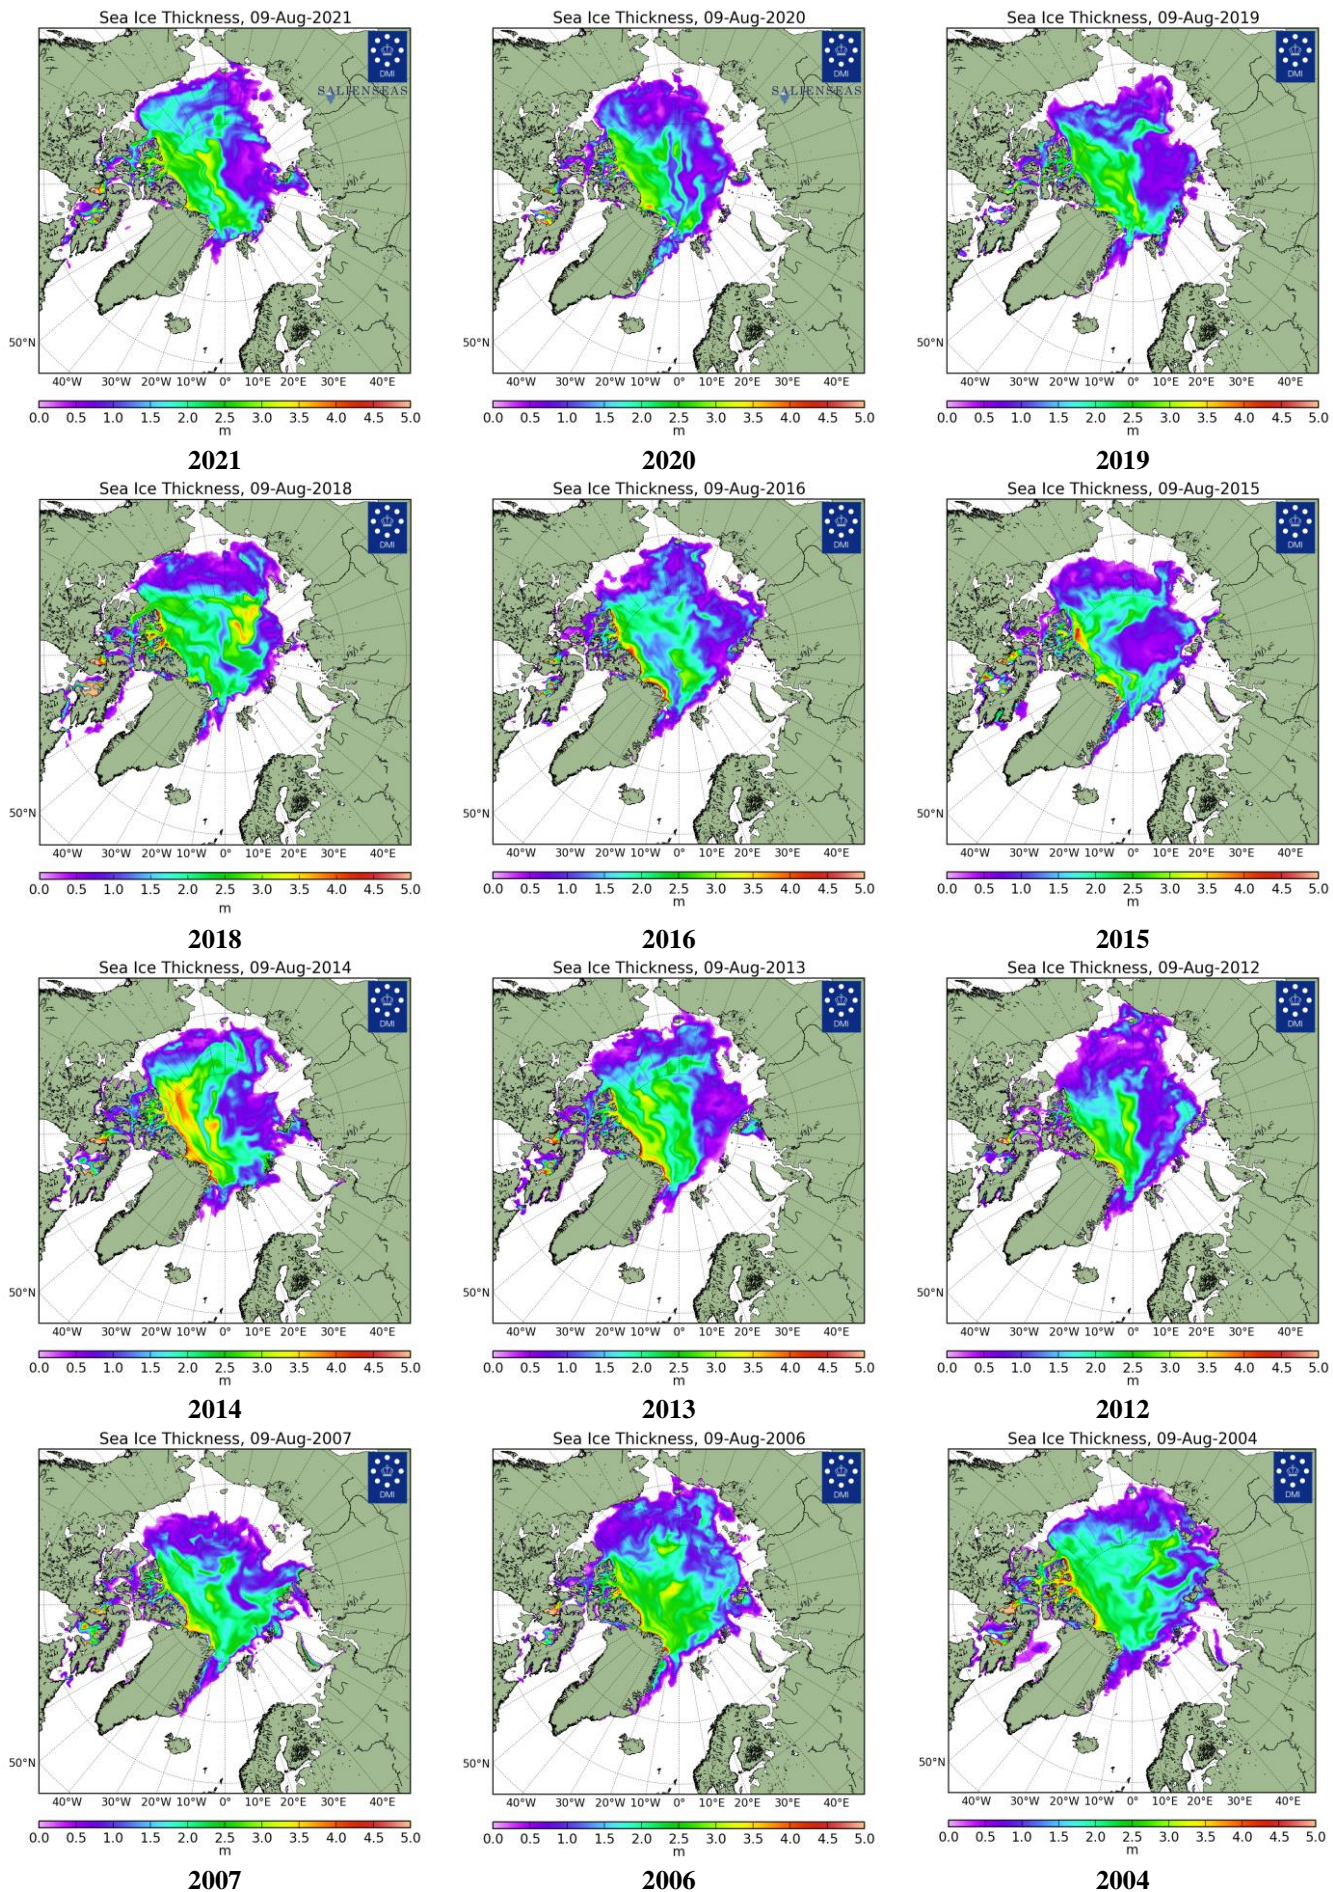 Sea Ice Thickness, 09-Aug-2021
DMI
SALIENSEAS
50°N
40°W 30°W 20°W 10°W 0° 10°E 20°E 30°E 40°E
0.0 0.5 1.0 1.5 2.0 2.5 3.0 3.5 4.0 4.5 5.0
m
2021
Sea Ice Thickness, 09-Aug-2020
DMI
SALIENSEAS
50°N
40°W 30°W 20°W 10°W 0° 10°E 20°E 30°E 40°E
0.0 0.5 1.0 1.5 2.0 2.5 3.0 3.5 4.0 4.5 5.0
m
2020
Sea Ice Thickness, 09-Aug-2019
DMI
50°N
40°W 30°W 20°W 10°W 0° 10°E 20°E 30°E 40°E
0.0 0.5 1.0 1.5 2.0 2.5 3.0 3.5 4.0 4.5 5.0
m
2019
Sea Ice Thickness, 09-Aug-2018
DMI
50°N
40°W 30°W 20°W 10°W 0° 10°E 20°E 30°E 40°E
0.0 0.5 1.0 1.5 2.0 2.5 3.0 3.5 4.0 4.5 5.0
m
2018
Sea Ice Thickness, 09-Aug-2016
DMI
50°N
40°W 30°W 20°W 10°W 0° 10°E 20°E 30°E 40°E
0.0 0.5 1.0 1.5 2.0 2.5 3.0 3.5 4.0 4.5 5.0
m
2016
Sea Ice Thickness, 09-Aug-2015
DMI
50°N
40°W 30°W 20°W 10°W 0° 10°E 20°E 30°E 40°E
0.0 0.5 1.0 1.5 2.0 2.5 3.0 3.5 4.0 4.5 5.0
m
2015
Sea Ice Thickness, 09-Aug-2014
DMI
50°N
40°W 30°W 20°W 10°W 0° 10°E 20°E 30°E 40°E
0.0 0.5 1.0 1.5 2.0 2.5 3.0 3.5 4.0 4.5 5.0
m
2014
Sea Ice Thickness, 09-Aug-2013
DMI
50°N
40°W 30°W 20°W 10°W 0° 10°E 20°E 30°E 40°E
0.0 0.5 1.0 1.5 2.0 2.5 3.0 3.5 4.0 4.5 5.0
m
2013
Sea Ice Thickness, 09-Aug-2012
DMI
50°N
40°W 30°W 20°W 10°W 0° 10°E 20°E 30°E 40°E
0.0 0.5 1.0 1.5 2.0 2.5 3.0 3.5 4.0 4.5 5.0
m
2012
Sea Ice Thickness, 09-Aug-2007
DMI
50°N
40°W 30°W 20°W 10°W 0° 10°E 20°E 30°E 40°E
0.0 0.5 1.0 1.5 2.0 2.5 3.0 3.5 4.0 4.5 5.0
m
2007
Sea Ice Thickness, 09-Aug-2006
DMI
50°N
40°W 30°W 20°W 10°W 0° 10°E 20°E 30°E 40°E
0.0 0.5 1.0 1.5 2.0 2.5 3.0 3.5 4.0 4.5 5.0
m
2006
Sea Ice Thickness, 09-Aug-2004
DMI
50°N
40°W 30°W 20°W 10°W 0° 10°E 20°E 30°E 40°E
0.0 0.5 1.0 1.5 2.0 2.5 3.0 3.5 4.0 4.5 5.0
m
2004